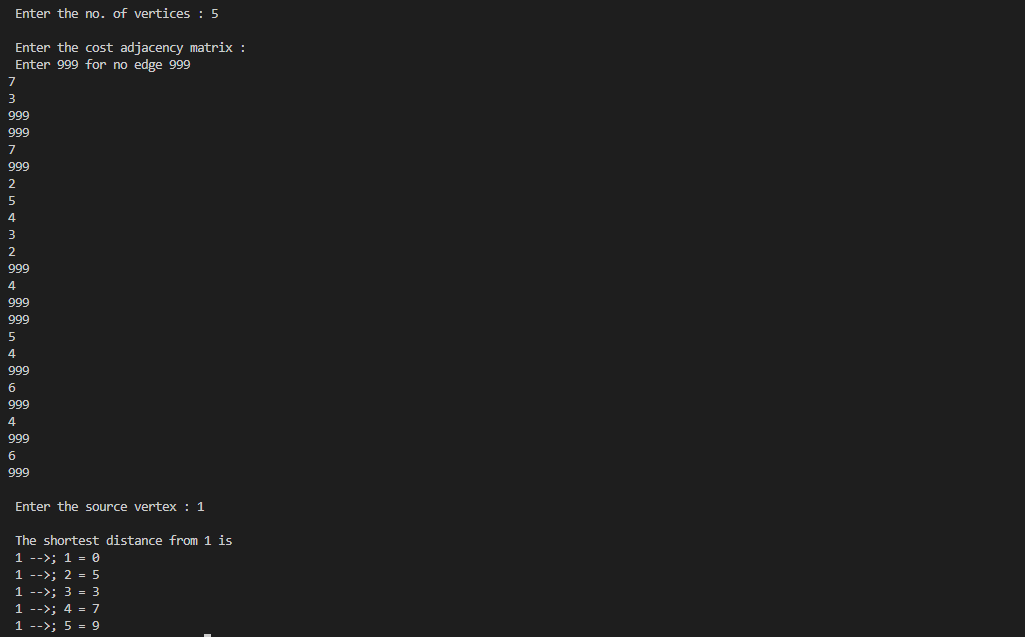 Enter the no. of vertices : 5
Enter the cost adjacency matrix :
Enter 999 for no edge 999
7
3
999
999
7
999
2
5
4
3
2
999
4
999
999
5
4
999
6
999
4
999
6
999
Enter the source vertex : 1
The shortest distance from 1 is
1 -->; 1 = 0
1 -->; 2 = 5
1 -->; 3 = 3
1 -->; 4 = 7
1 -->; 5 = 9